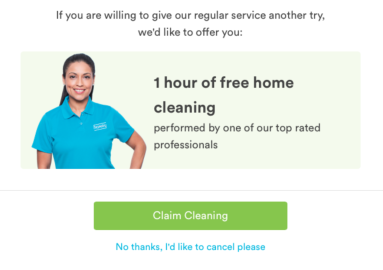 If you are willing to give our regular service another try,
we'd like to offer you:
1 hour of free home
cleaning
performed by one of our top rated
professionals
Claim Cleaning
No thanks, I'd like to cancel please